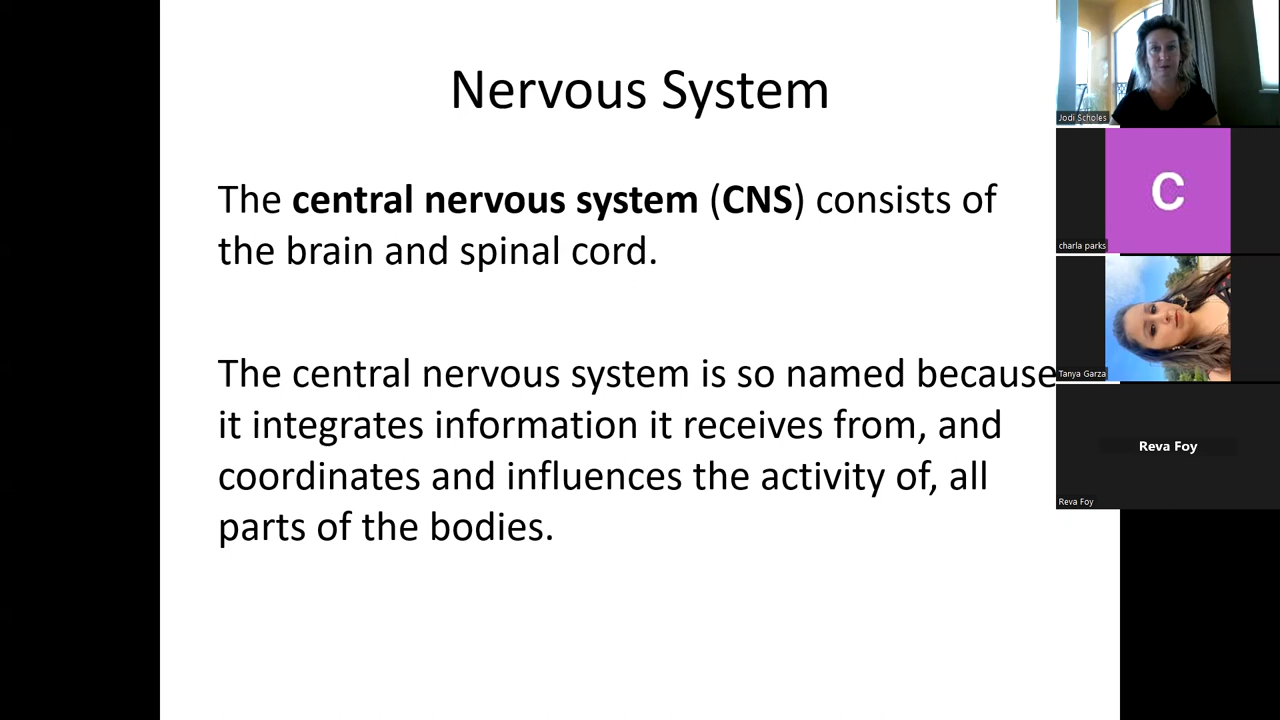 Nervous System
The central nervous system (CNS) consists of
the brain and spinal cord.
The central nervous system is so named because
it integrates information it receives from, and
coordinates and influences the activity of, all
parts of the bodies.
Jodi Scholes
C
charla parks
Tanya Garza
Reva Foy
Reva Foy